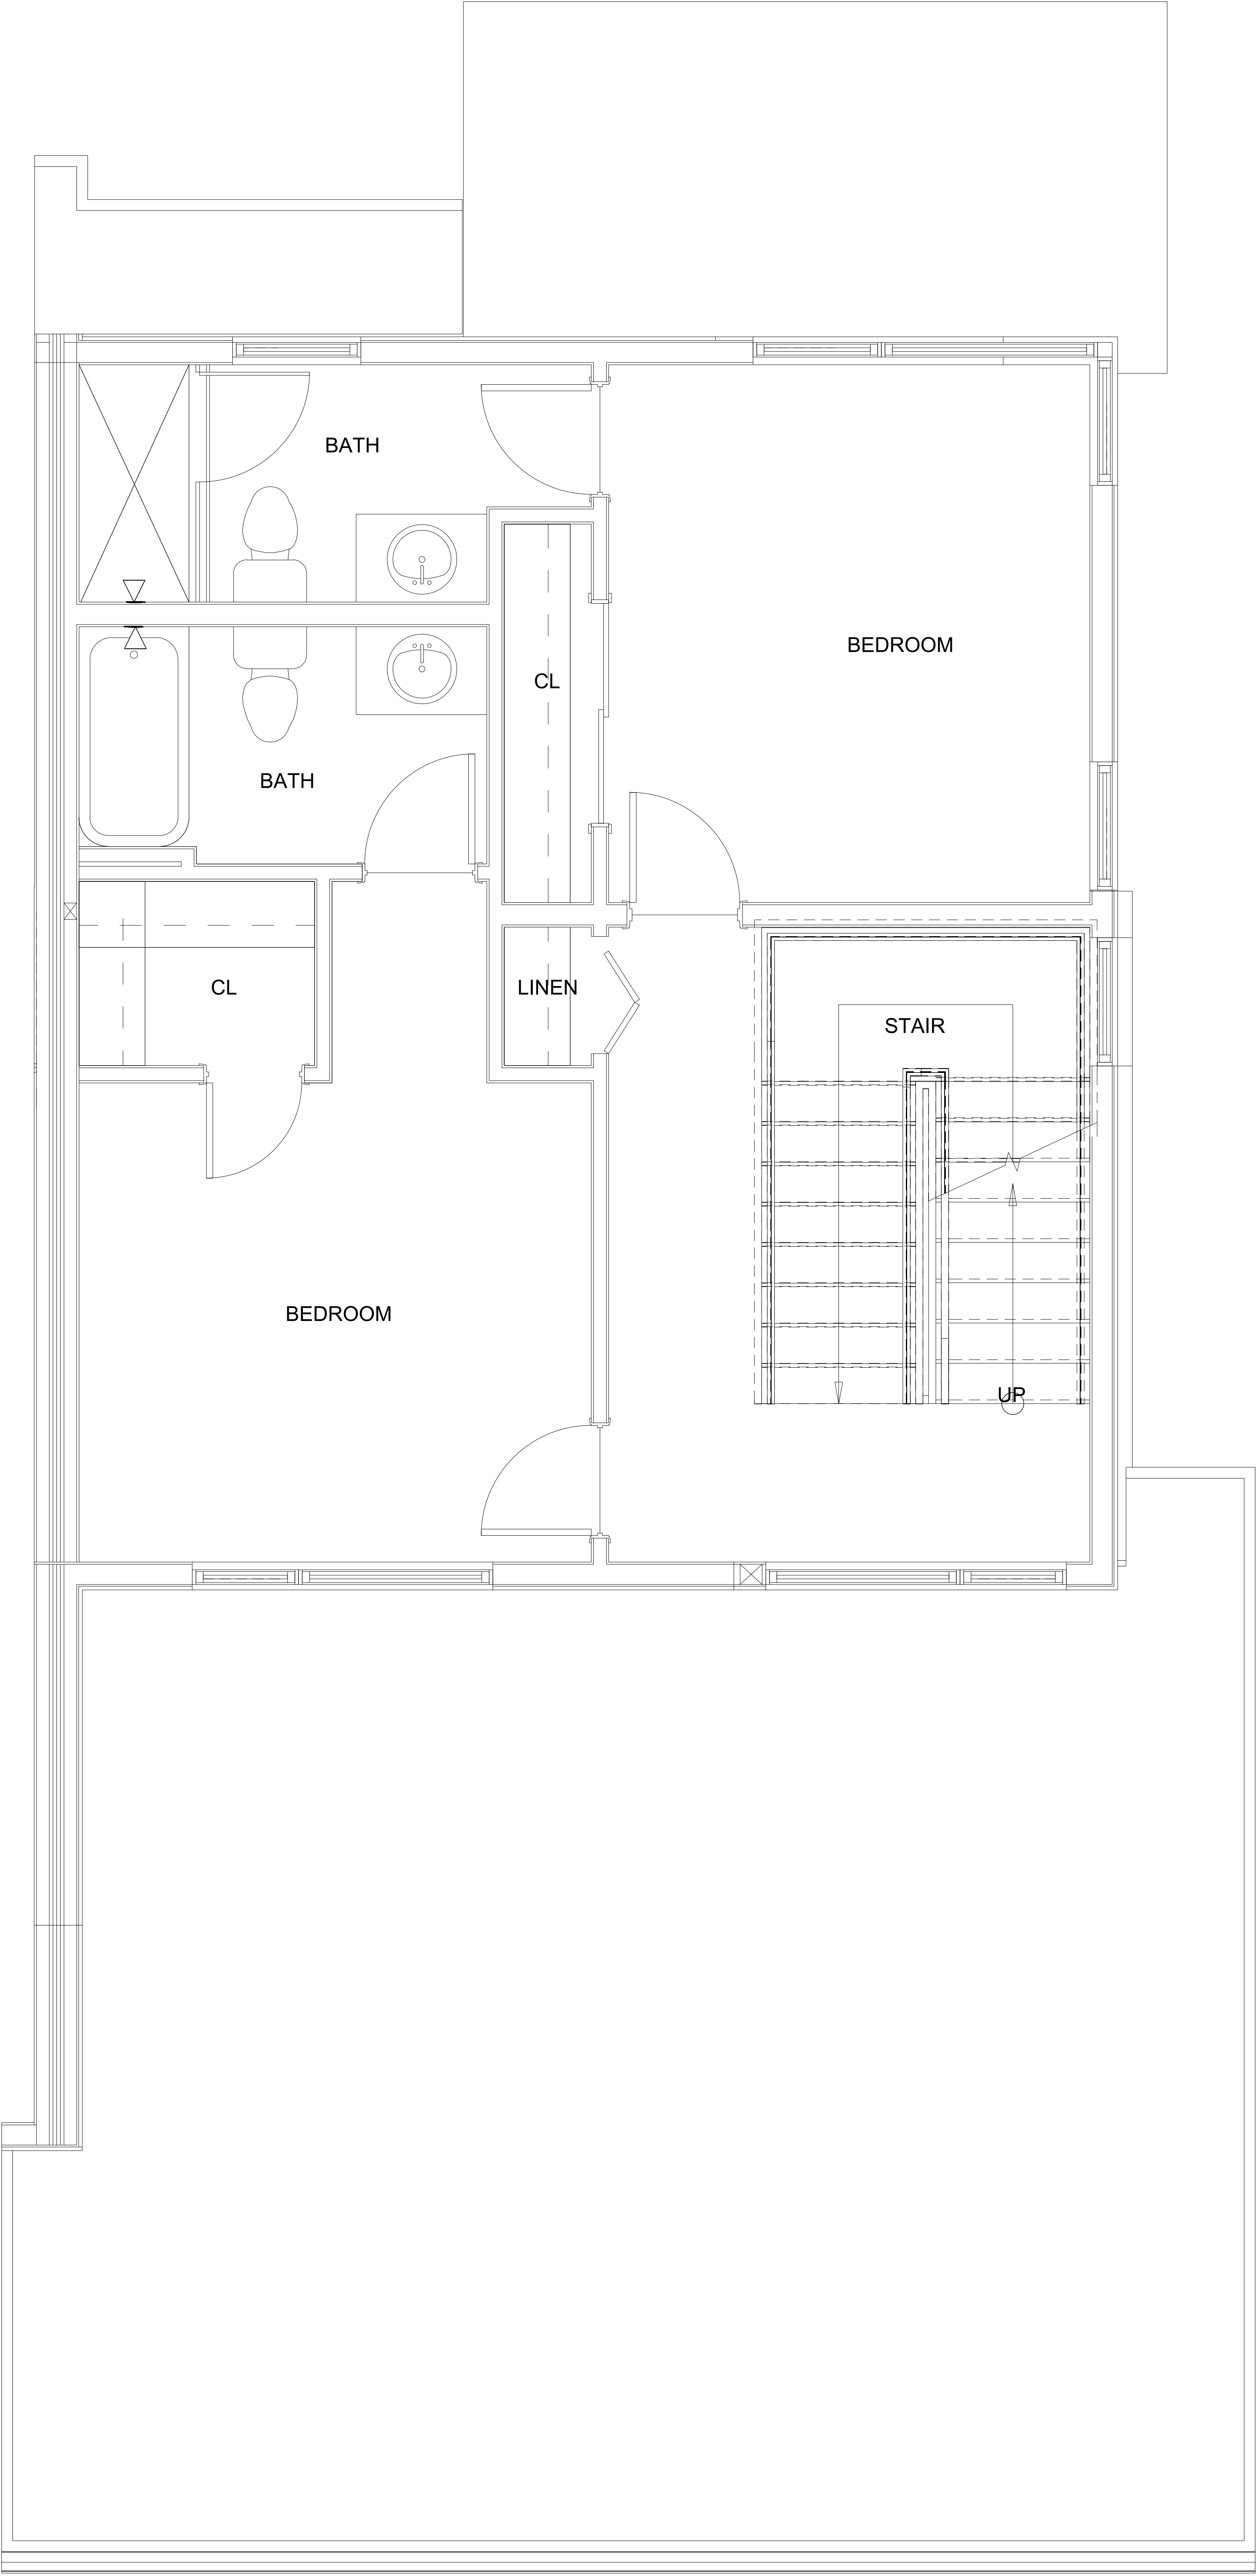 BATH
BEDROOM
CL
BATH
CL
LINEN
STAIR
BEDROOM
UP